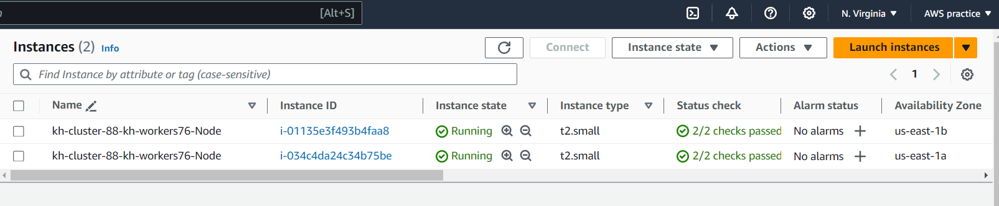 [Alt+S] N. Virginia ▼ AWS practice ▼
Instances (2) Info Connect Instance state ▼ Actions ▼ Launch instances ▼
Find Instance by attribute or tag (case-sensitive) 1
Name Instance ID Instance state Instance type Status check Alarm status Availability Zone
kh-cluster-88-kh-workers76-Node i-01135e3f493b4faa8 Running t2.small 2/2 checks passed No alarms + us-east-1b
kh-cluster-88-kh-workers76-Node i-034c4da24c34b75be Running t2.small 2/2 checks passed No alarms + us-east-1a